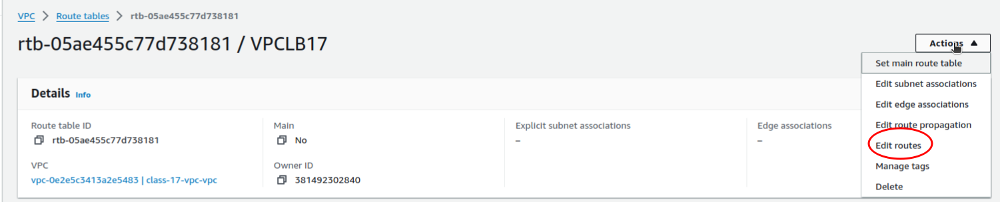 VPC > Route tables > rtb-05ae455c77d738181
rtb-05ae455c77d738181 / VPCLB17
Actions
Set main route table
Edit subnet associations
Edit edge associations
Edit route propagation
Edit routes
Manage tags
Delete
Details Info
Route table ID
rtb-05ae455c77d738181
Main
No
Explicit subnet associations
–
Edge associations
–
VPC
vpc-0e2e5c3413a2e5483 | class-17-vpc-vpc
Owner ID
381492302840